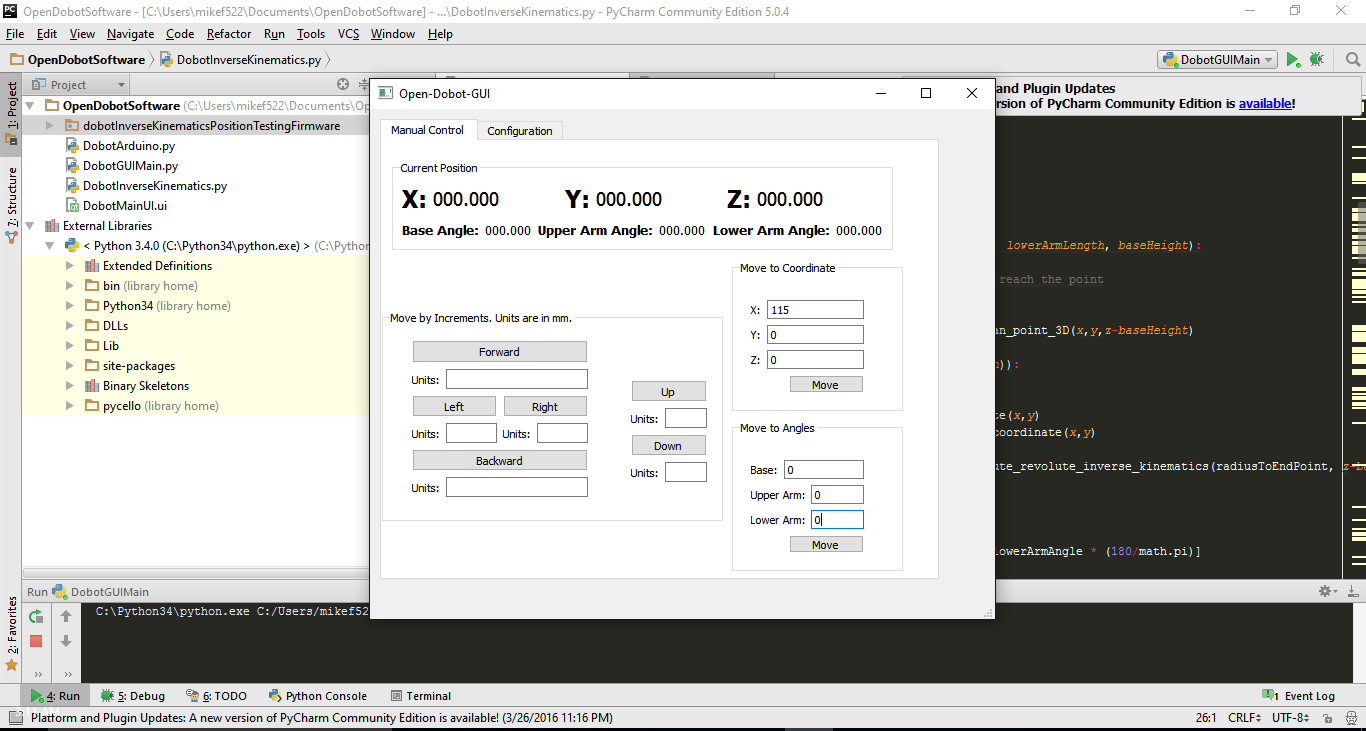 PC OpenDobotSoftware - [C:\Users\mikef522\Documents\OpenDobotSoftware] - ...\DobotInverseKinematics.py - PyCharm Community Edition 5.0.4
File Edit View Navigate Code Refactor Run Tools VCS Window Help
OpenDobotSoftware DobotInverseKinematics.py DobotGUIMain
1: Project
7: Structure
2: Favorites
Project
OpenDobotSoftware (C:\Users\mikef522\Documents\Op
dobotInverseKinematicsPositionTestingFirmware
DobotArduino.py
DobotGUIMain.py
DobotInverseKinematics.py
DobotMainUI.ui
External Libraries
< Python 3.4.0 (C:\Python34\python.exe) > (C:\Python
Extended Definitions
bin (library home)
Python34 (library home)
DLLs
Lib
site-packages
Binary Skeletons
pycello (library home)
Open-Dobot-GUI
Manual Control Configuration
Current Position
X: 000.000 Y: 000.000 Z: 000.000
Base Angle: 000.000 Upper Arm Angle: 000.000 Lower Arm Angle: 000.000
Move by Increments. Units are in mm.
Forward
Units:
Left Right
Units: Units:
Backward
Units:
Up
Units:
Down
Units:
Move to Coordinate
X: 115
Y: 0
Z: 0
Move
Move to Angles
Base: 0
Upper Arm: 0
Lower Arm: 0
Move
and Plugin Updates
rsion of PyCharm Community Edition is available!
lowerArmLength, baseHeight):
reach the point
an_point_3D(x,y,z-baseHeight)
)):
te(x,y)
coordinate(x,y)
ute_revolute_inverse_kinematics(radiusToEndPoint, z-ba
lowerArmAngle * (180/math.pi)]
Run DobotGUIMain
C:\Python34\python.exe C:/Users/mikef522
4: Run 5: Debug 6: TODO Python Console Terminal 1 Event Log
Platform and Plugin Updates: A new version of PyCharm Community Edition is available! (3/26/2016 11:16 PM) 26:1 CRLF UTF-8